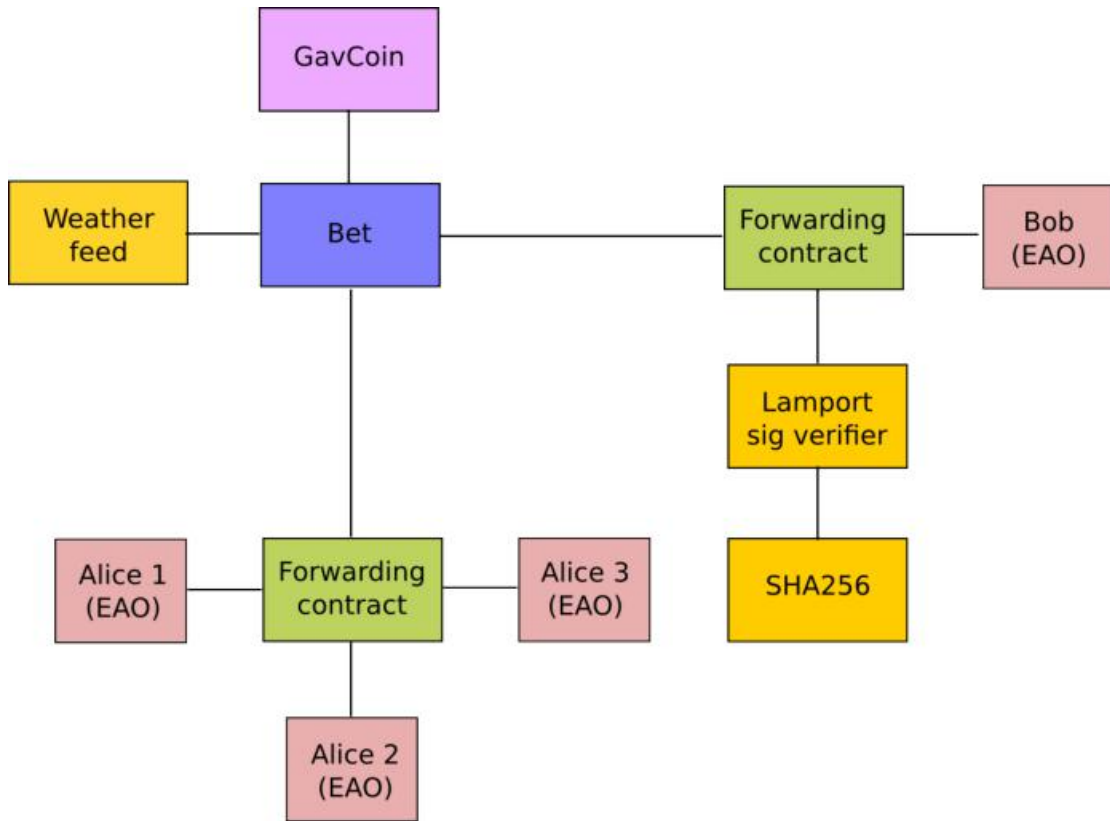 GavCoin
Weather
feed
Bet
Forwarding
contract
Bob
(EAO)
Lamport
sig verifier
Alice 1
(EAO)
Forwarding
contract
Alice 3
(EAO)
SHA256
Alice 2
(EAO)